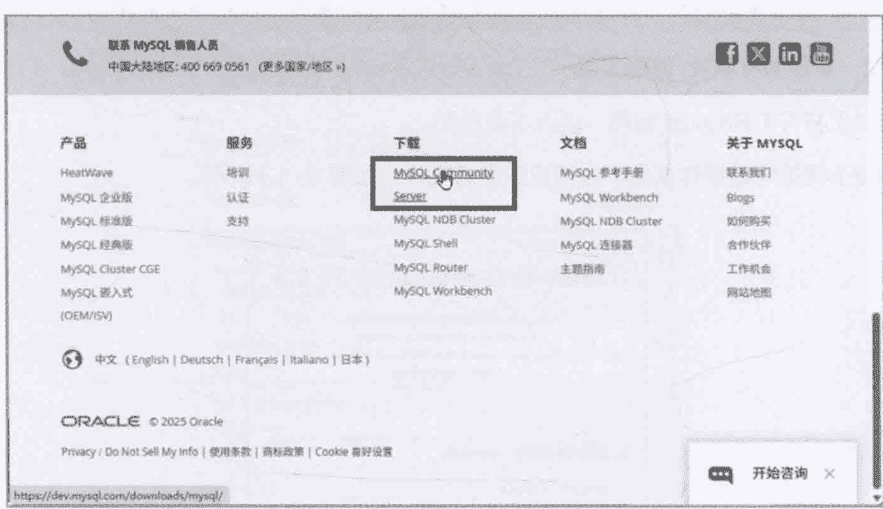 联系 MySQL 销售人员
中国大陆地区: 400 669 0561 (更多国家/地区 »)
产品
HeatWave
MySQL 企业版
MySQL 标准版
MySQL 经典版
MySQL Cluster CGE
MySQL 嵌入式
(OEM/ISV)
服务
培训
认证
支持
下载
MySQL Community
Server
MySQL NDB Cluster
MySQL Shell
MySQL Router
MySQL Workbench
文档
MySQL 参考手册
MySQL Workbench
MySQL NDB Cluster
MySQL 连接器
主题指南
关于 MYSQL
联系我们
Blogs
如何购买
合作伙伴
工作机会
网站地图
中文 ( English | Deutsch | Français | Italiano | 日本 )
ORACLE © 2025 Oracle
Privacy / Do Not Sell My Info | 使用条款 | 商标政策 | Cookie 喜好设置
开始咨询
https://dev.mysql.com/downloads/mysql/